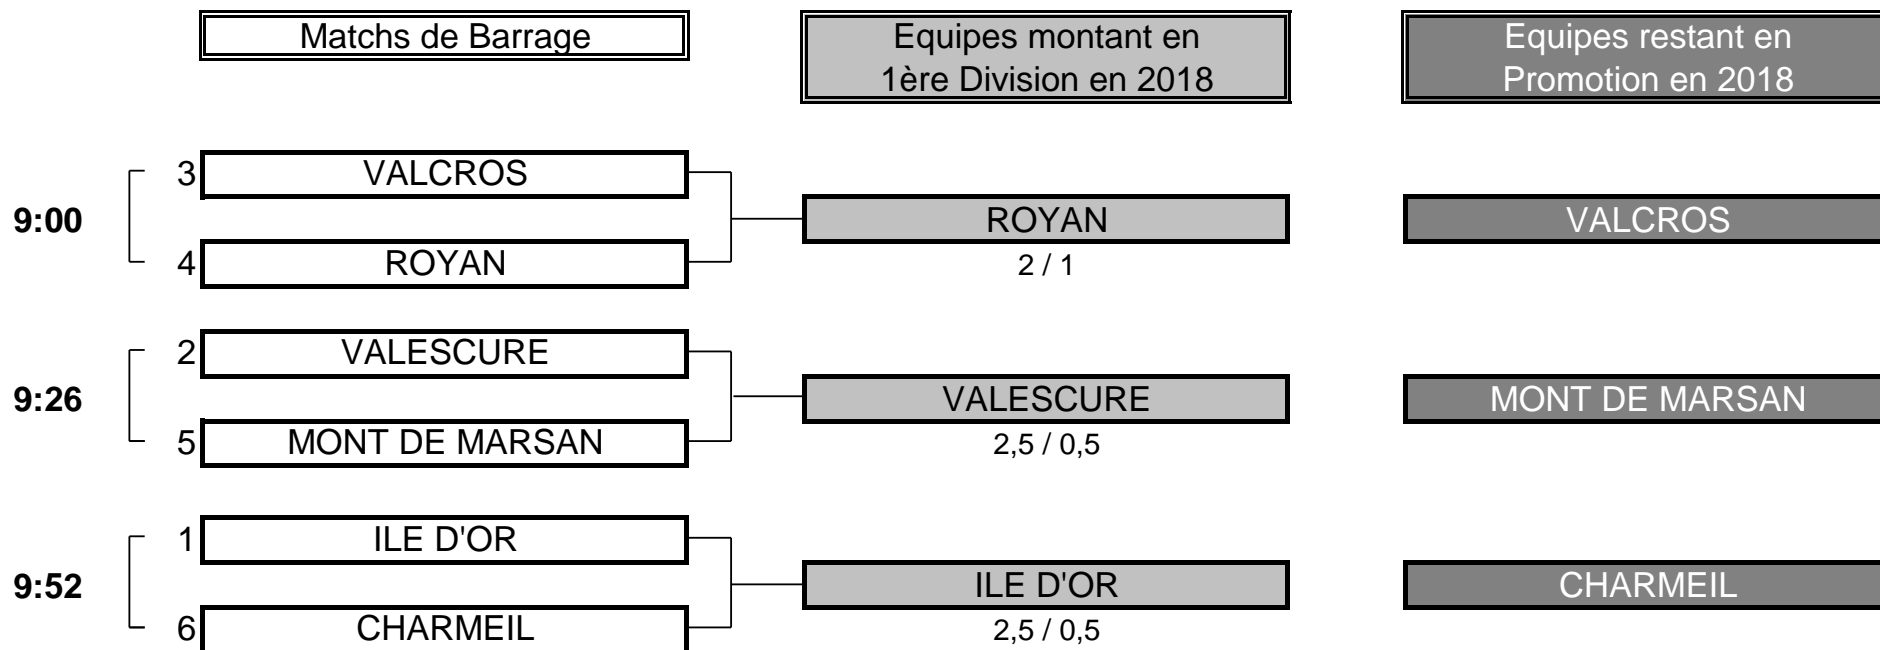 Matchs de Barrage
Equipes montant en
1ère Division en 2018
Equipes restant en
Promotion en 2018
9:00
3 VALCROS
4 ROYAN
ROYAN
2 / 1
VALCROS
9:26
2 VALESCURE
5 MONT DE MARSAN
VALESCURE
2,5 / 0,5
MONT DE MARSAN
9:52
1 ILE D'OR
6 CHARMEIL
ILE D'OR
2,5 / 0,5
CHARMEIL